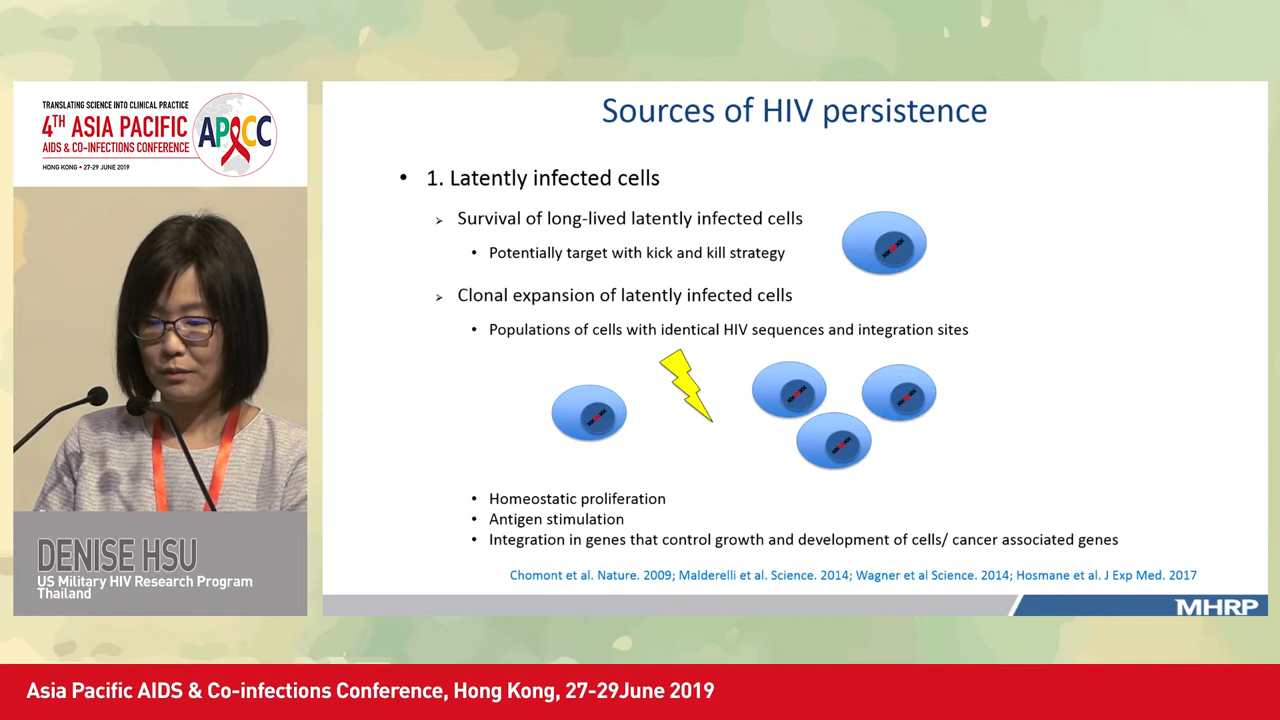 TRANSLATING SCIENCE INTO CLINICAL PRACTICE
4TH ASIA PACIFIC
AIDS & CO-INFECTIONS CONFERENCE
HONG KONG • 27-29 JUNE 2019
APACC
DENISE HSU
US Military HIV Research Program
Thailand
Sources of HIV persistence
• 1. Latently infected cells
➢ Survival of long-lived latently infected cells
• Potentially target with kick and kill strategy
➢ Clonal expansion of latently infected cells
• Populations of cells with identical HIV sequences and integration sites
• Homeostatic proliferation
• Antigen stimulation
• Integration in genes that control growth and development of cells/ cancer associated genes
Chomont et al. Nature. 2009; Malderelli et al. Science. 2014; Wagner et al Science. 2014; Hosmane et al. J Exp Med. 2017
MHRP
Asia Pacific AIDS & Co-infections Conference, Hong Kong, 27-29June 2019